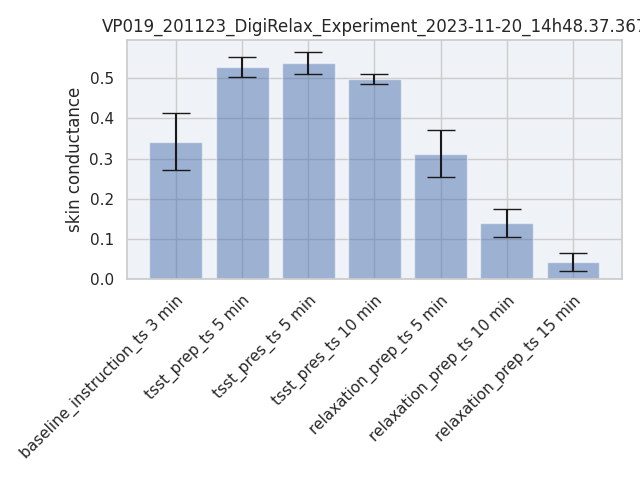 VP019_201123_DigiRelax_Experiment_2023-11-20_14h48.37.367
skin conductance
0.5
0.4
0.3
0.2
0.1
0.0
baseline_instruction_ts 3 min
tsst_prep_ts 5 min
tsst_pres_ts 5 min
tsst_pres_ts 10 min
relaxation_prep_ts 5 min
relaxation_prep_ts 10 min
relaxation_prep_ts 15 min